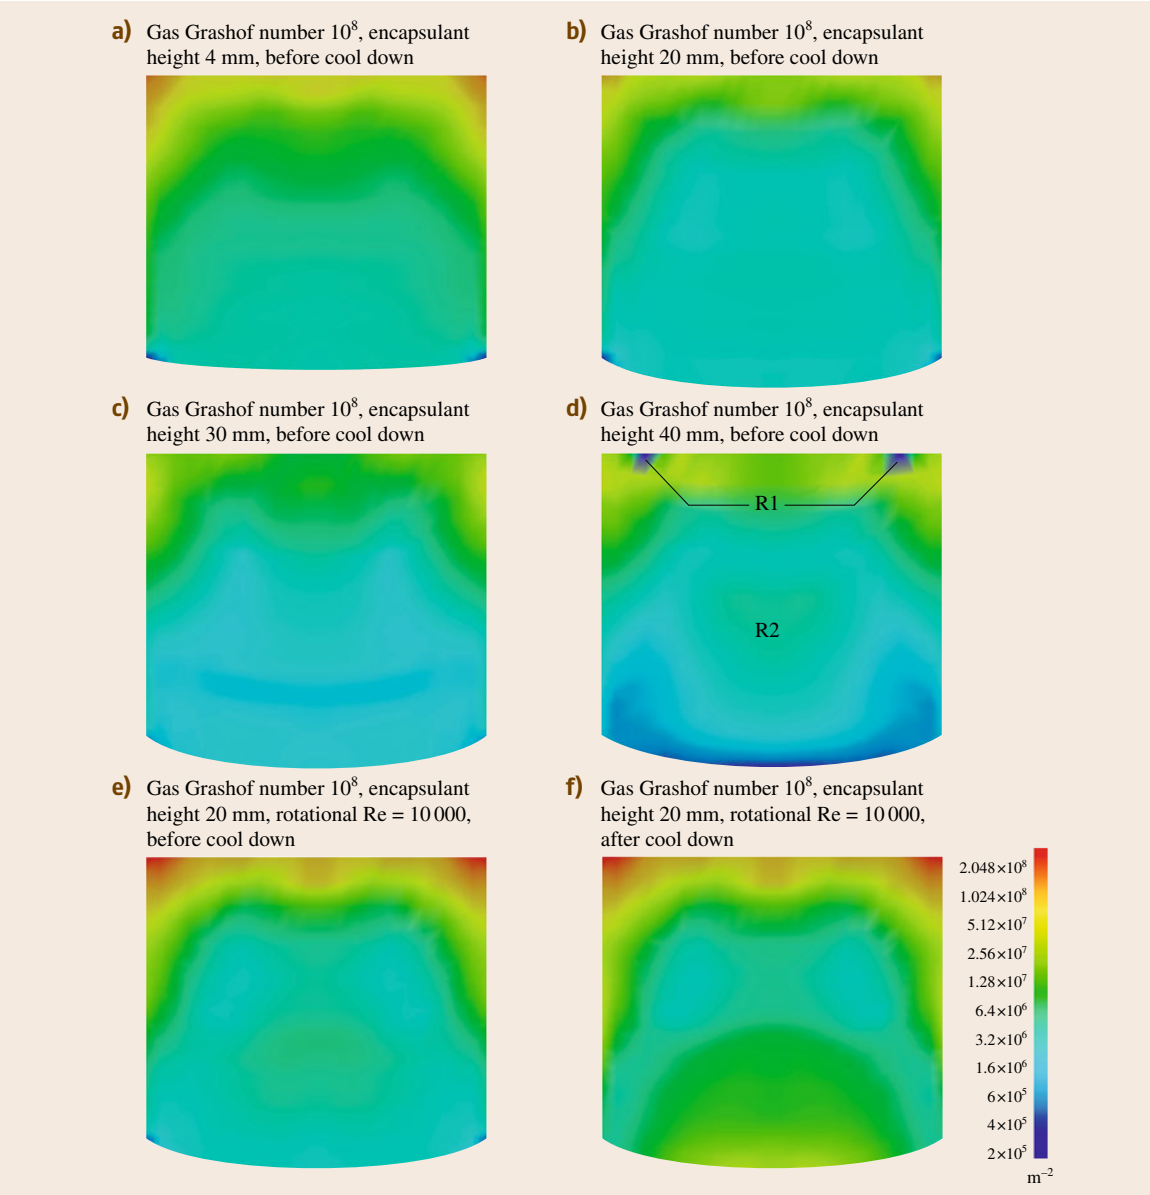 a) Gas Grashof number 10⁸, encapsulant
height 4 mm, before cool down
b) Gas Grashof number 10⁸, encapsulant
height 20 mm, before cool down
c) Gas Grashof number 10⁸, encapsulant
height 30 mm, before cool down
d) Gas Grashof number 10⁸, encapsulant
height 40 mm, before cool down
R1
R2
e) Gas Grashof number 10⁸, encapsulant
height 20 mm, rotational Re = 10 000,
before cool down
f) Gas Grashof number 10⁸, encapsulant
height 20 mm, rotational Re = 10 000,
after cool down
2.048×10⁸
1.024×10⁸
5.12×10⁷
2.56×10⁷
1.28×10⁷
6.4×10⁶
3.2×10⁶
1.6×10⁶
6×10⁵
4×10⁵
2×10⁵
m⁻²